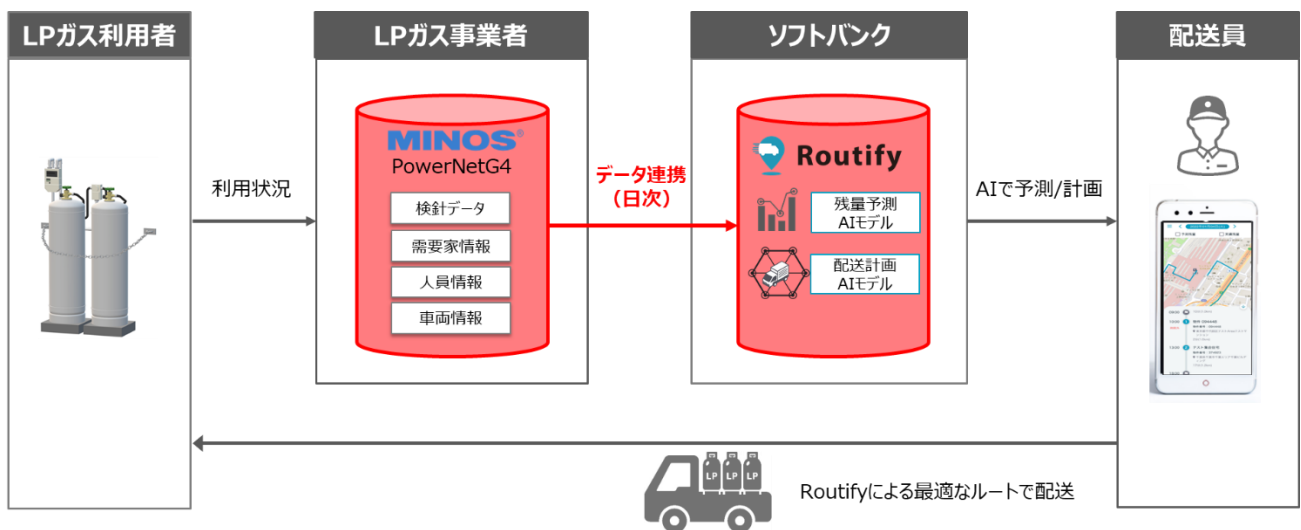 LPガス利用者
LPガス事業者
ソフトバンク
配送員
MINOS®
PowerNetG4
検針データ
需要家情報
人員情報
車両情報
利用状況
データ連携
(日次)
Routify
残量予測
AIモデル
配送計画
AIモデル
AIで予測/計画
LP LP LP
Routifyによる最適なルートで配送